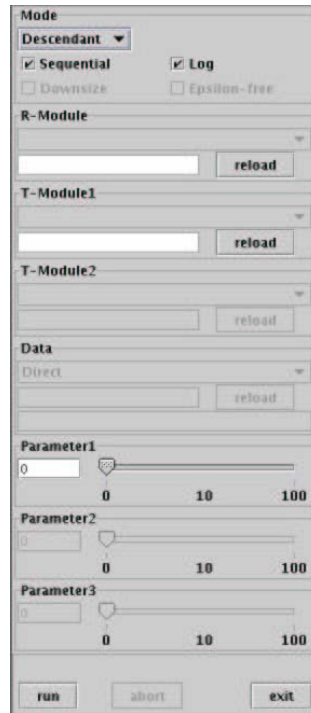 Mode
Descendant
Sequential Log
Downsize Epsilon-free
R-Module
reload
T-Module1
reload
T-Module2
reload
Data
Direct
reload
Parameter1
0
0 10 100
Parameter2
0
0 10 100
Parameter3
0
0 10 100
run abort exit